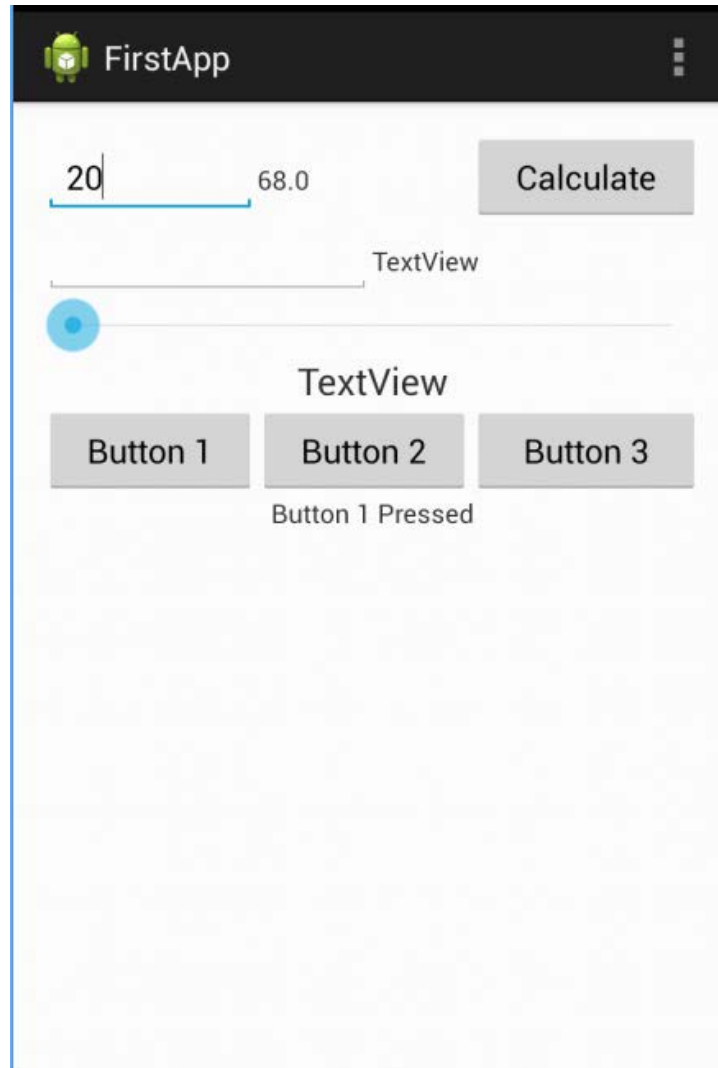 FirstApp
20 68.0 Calculate
TextView
TextView
Button 1 Button 2 Button 3
Button 1 Pressed